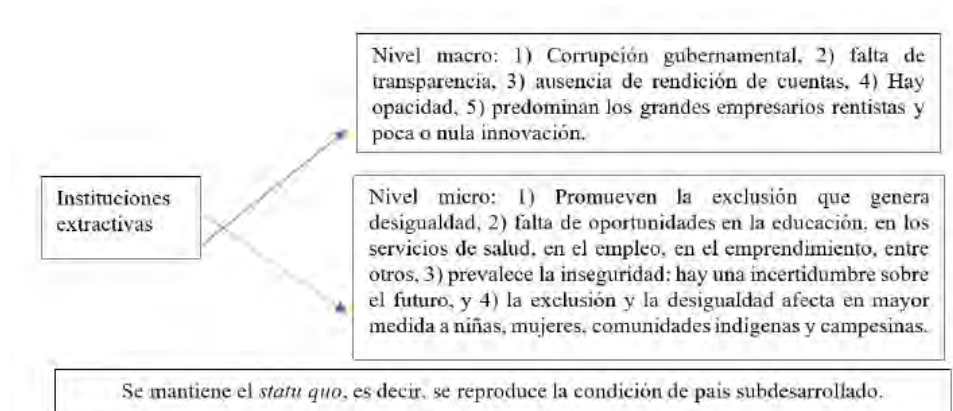 Nivel macro: 1) Corrupción gubernamental, 2) falta de
transparencia, 3) ausencia de rendición de cuentas, 4) Hay
opacidad, 5) predominan los grandes empresarios rentistas y
poca o nula innovación.
Instituciones
extractivas
Nivel micro: 1) Promueven la exclusión que genera
desigualdad, 2) falta de oportunidades en la educación, en los
servicios de salud, en el empleo, en el emprendimiento, entre
otros, 3) prevalece la inseguridad: hay una incertidumbre sobre
el futuro, y 4) la exclusión y la desigualdad afecta en mayor
medida a niñas, mujeres, comunidades indígenas y campesinas.
Se mantiene el statu quo, es decir, se reproduce la condición de país subdesarrollado.